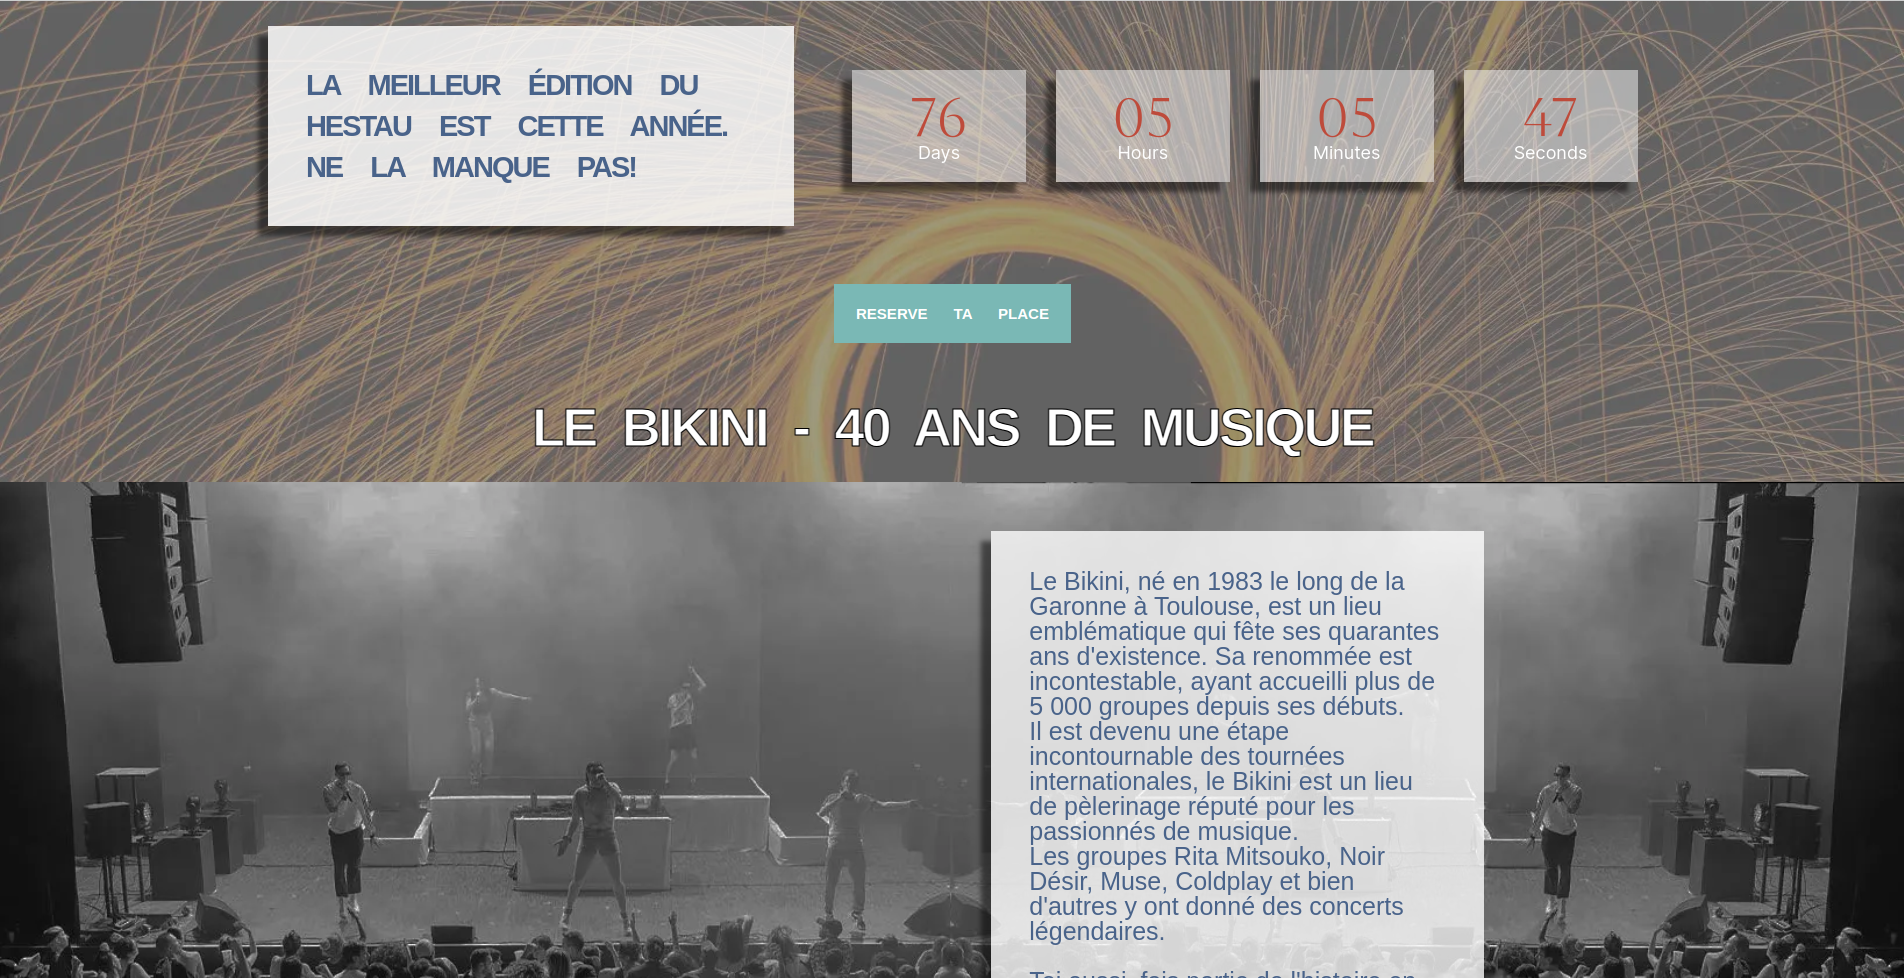 LA MEILLEUR ÉDITION DU
HESTAU EST CETTE ANNÉE.
NE LA MANQUE PAS!
76
Days
05
Hours
05
Minutes
47
Seconds
RESERVE TA PLACE
LE BIKINI - 40 ANS DE MUSIQUE
Le Bikini, né en 1983 le long de la
Garonne à Toulouse, est un lieu
emblématique qui fête ses quarantes
ans d'existence. Sa renommée est
incontestable, ayant accueilli plus de
5 000 groupes depuis ses débuts.
Il est devenu une étape
incontournable des tournées
internationales, le Bikini est un lieu
de pèlerinage réputé pour les
passionnés de musique.
Les groupes Rita Mitsouko, Noir
Désir, Muse, Coldplay et bien
d'autres y ont donné des concerts
légendaires.